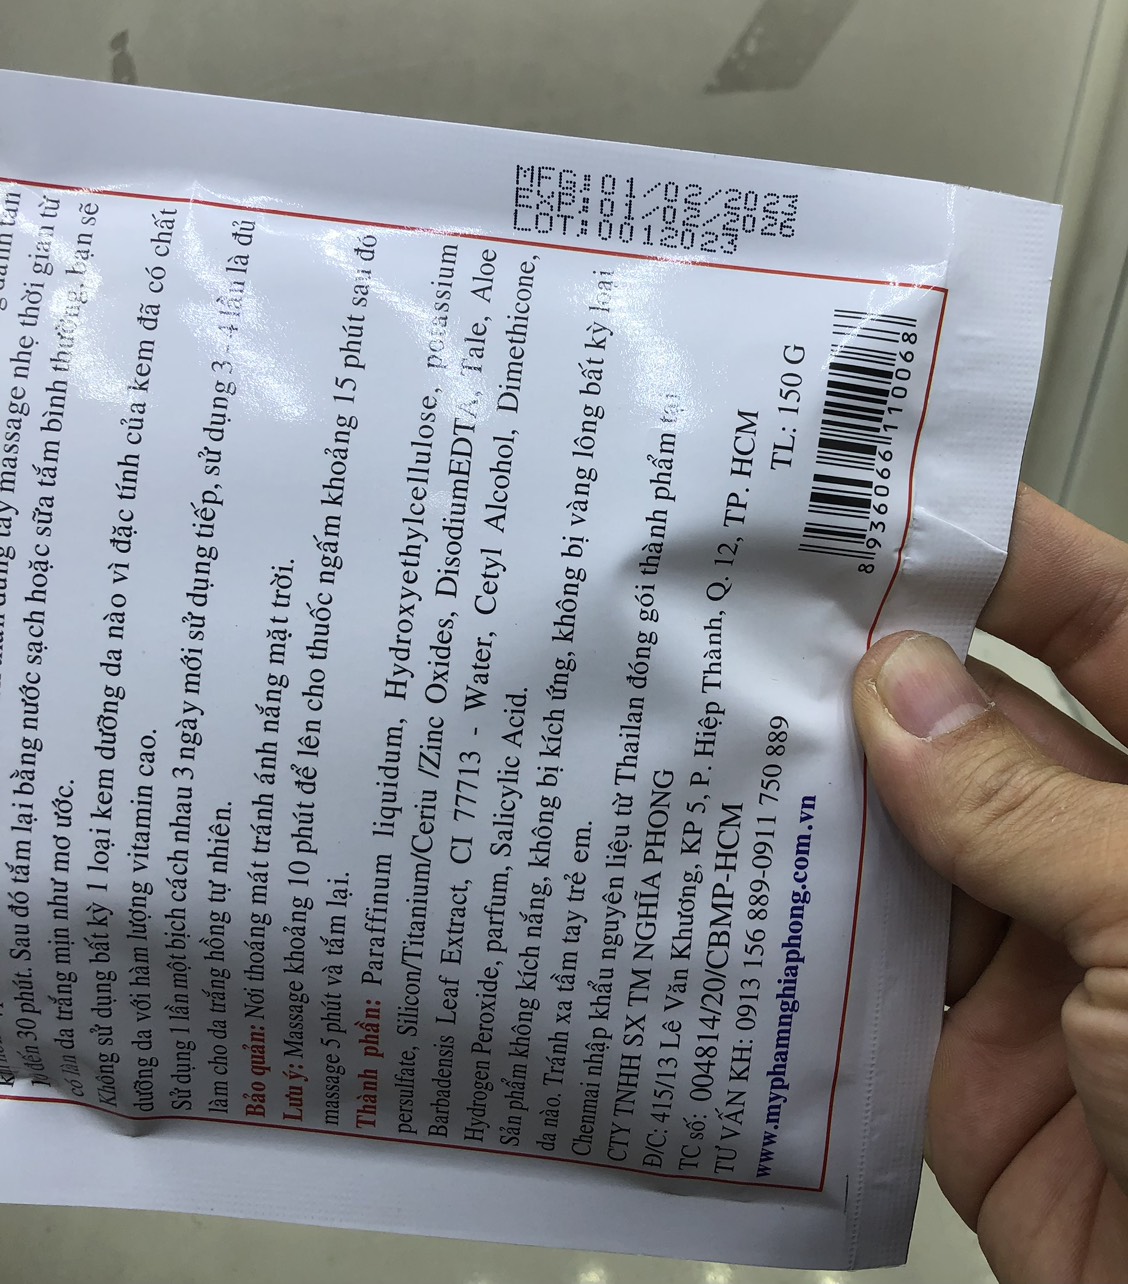 massage nhẹ thời gian từ
đến 30 phút. Sau đó tắm lại bằng nước sạch hoặc sữa tắm bình thường, bạn sẽ
có làn da trắng mịn như mơ ước.
Không sử dụng bất kỳ 1 loại kem dưỡng da nào vì đặc tính của kem đã có chất
dưỡng da với hàm lượng vitamin cao.
Sử dụng 1 lần một bịch cách nhau 3 ngày mới sử dụng tiếp, sử dụng 3 - 4 lần là đủ
làm cho da trắng hồng tự nhiên.
Bảo quản: Nơi thoáng mát tránh ánh nắng mặt trời.
Lưu ý: Massage khoảng 10 phút để lên cho thuốc ngấm khoảng 15 phút sau đó
massage 5 phút và tắm lại.
Thành phần: Paraffinum liquidum, Hydroxyethylcellulose, potassium
persulfate, Silicon/Titanium/Ceriu /Zinc Oxides, DisodiumEDTA, Tale, Aloe
Barbadensis Leaf Extract, CI 77713 - Water, Cetyl Alcohol, Dimethicone,
Hydrogen Peroxide, parfum, Salicylic Acid.
Sản phẩm không kích nắng, không bị kích ứng, không bị vàng lông bất kỳ loại
da nào. Tránh xa tầm tay trẻ em.
Chenmai nhập khẩu nguyên liệu từ Thailan đóng gói thành phẩm tại
CTY TNHH SX TM NGHĨA PHONG
Đ/C: 415/13 Lê Văn Khương, KP 5, P. Hiệp Thành, Q. 12, TP. HCM
TC số: 004814/20/CBMP-HCM
TƯ VẤN KH: 0913 156 889-0911 750 889
www.myphamnghiaphong.com.vn
TL: 150 G
8 936066 110068
MFG: 01/02/2022
EXP: 01/02/20
LOT: